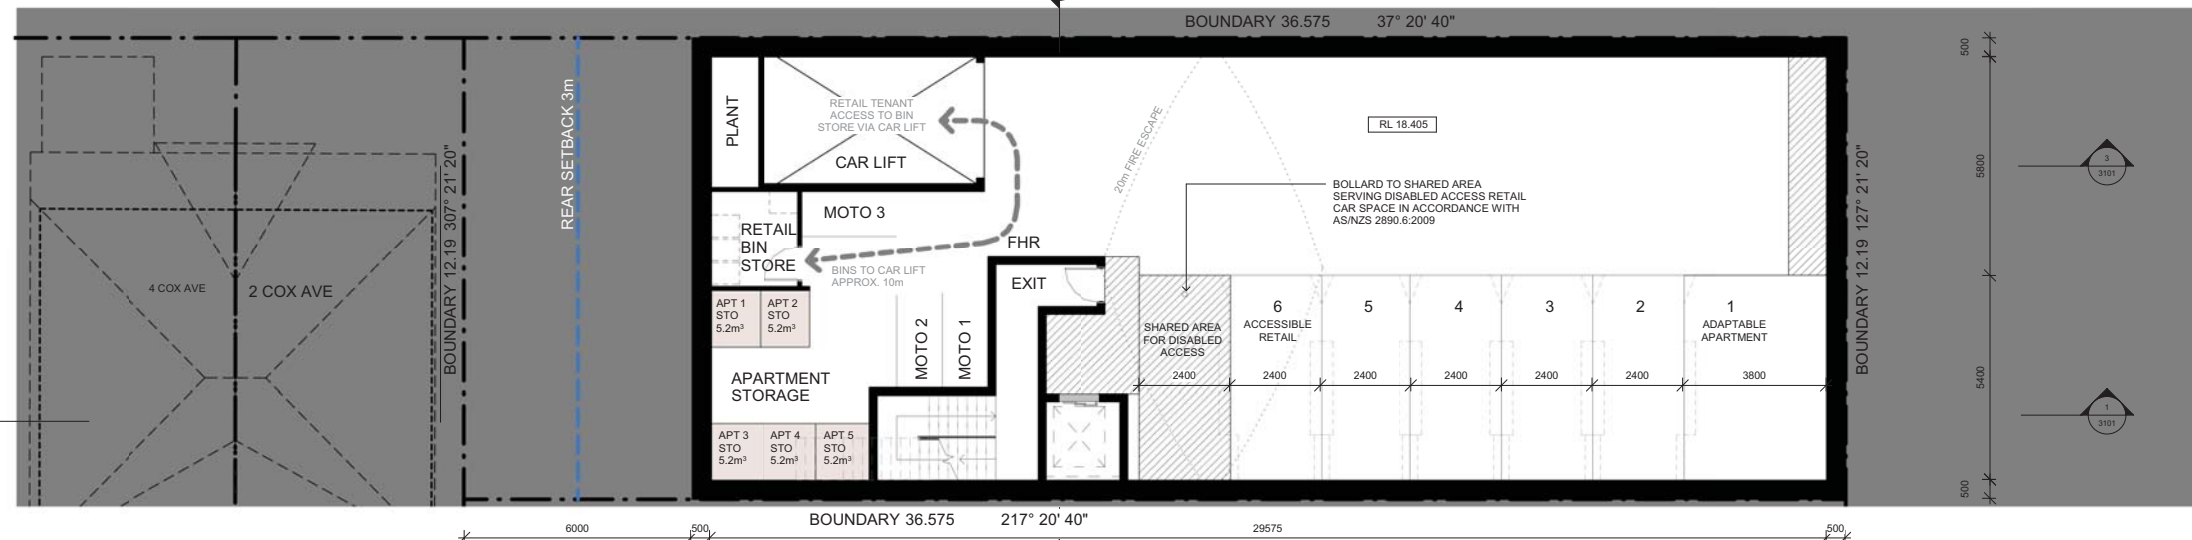 BOUNDARY 36.575 37° 20' 40"
REAR SETBACK 3m
BOUNDARY 12.19 307° 21' 20"
4 COX AVE
2 COX AVE
PLANT
RETAIL TENANT
ACCESS TO BIN
STORE VIA CAR LIFT
CAR LIFT
MOTO 3
RETAIL
BIN
STORE
BINS TO CAR LIFT
APPROX. 10m
FHR
EXIT
20m FIRE ESCAPE
RL 18.405
BOLLARD TO SHARED AREA
SERVING DISABLED ACCESS RETAIL
CAR SPACE IN ACCORDANCE WITH
AS/NZS 2890.6:2009
APT 1
STO
5.2m³
APT 2
STO
5.2m³
MOTO 2
MOTO 1
APARTMENT
STORAGE
APT 3
STO
5.2m³
APT 4
STO
5.2m³
APT 5
STO
5.2m³
SHARED AREA
FOR DISABLED
ACCESS
6
ACCESSIBLE
RETAIL
5
4
3
2
1
ADAPTABLE
APARTMENT
2400
2400
2400
2400
2400
2400
3800
BOUNDARY 12.19 127° 21' 20"
500
5800
5400
500
3
3101
1
3101
BOUNDARY 36.575 217° 20' 40"
6000
500
29575
500